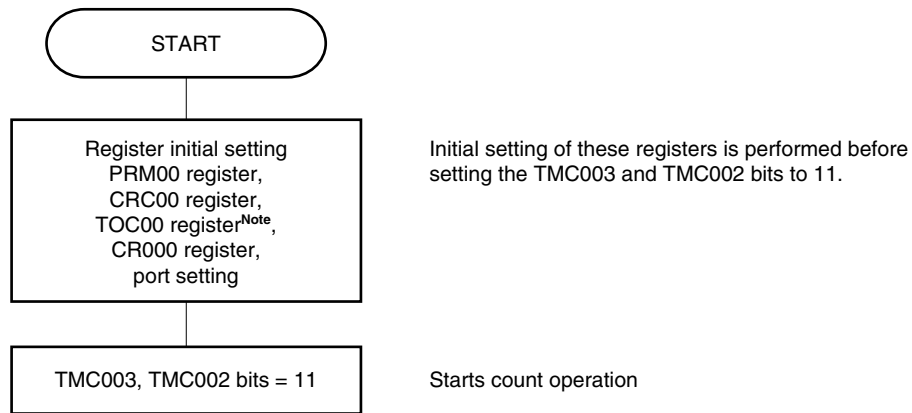 START
Register initial setting
PRM00 register,
CRC00 register,
TOC00 registerNote,
CR000 register,
port setting
Initial setting of these registers is performed before
setting the TMC003 and TMC002 bits to 11.
TMC003, TMC002 bits = 11
Starts count operation